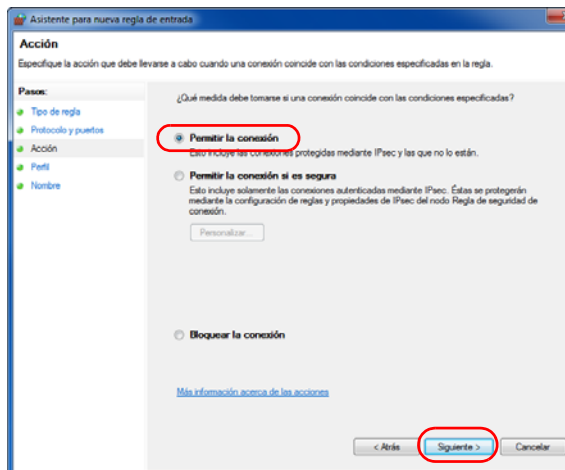 Asistente para nueva regla de entrada
Acción
Especifique la acción que debe llevarse a cabo cuando una conexión coincide con las condiciones especificadas en la regla.
Pasos:
Tipo de regla
Protocolo y puertos
Acción
Perfil
Nombre
¿Qué medida debe tomarse si una conexión coincide con las condiciones especificadas?
Permitir la conexión
Esto incluye las conexiones protegidas mediante IPsec y las que no lo están.
Permitir la conexión si es segura
Esto incluye solamente las conexiones autenticadas mediante IPsec. Éstas se protegerán
mediante la configuración de reglas y propiedades de IPsec del nodo Regla de seguridad de
conexión.
Personalizar...
Bloquear la conexión
Más información acerca de las acciones
< Atrás
Siguiente >
Cancelar